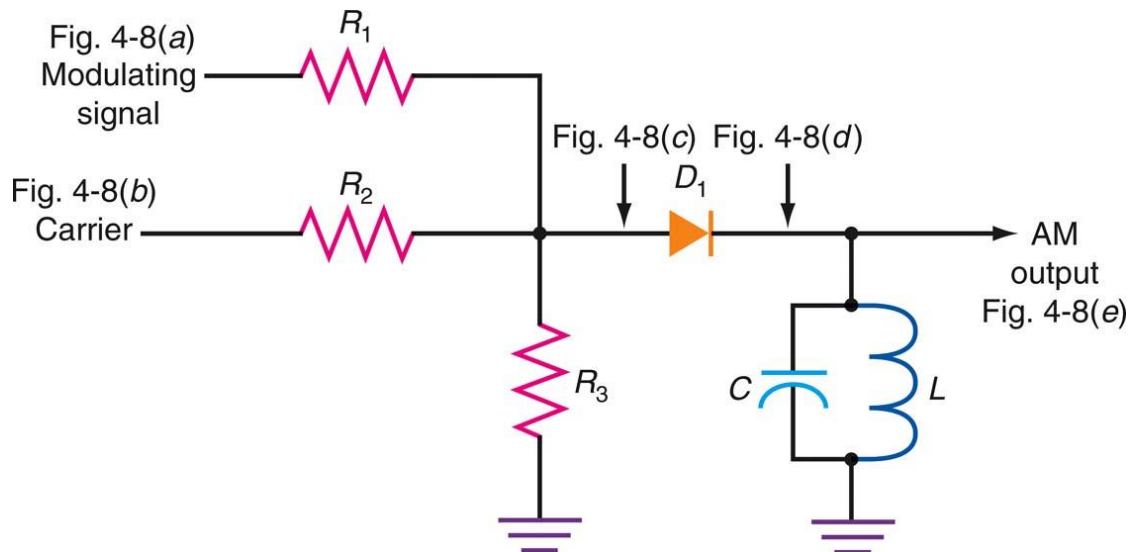 Fig. 4-8(a)
Modulating
signal
R1
Fig. 4-8(b)
Carrier
R2
Fig. 4-8(c)
Fig. 4-8(d)
D1
R3
C
L
AM
output
Fig. 4-8(e)